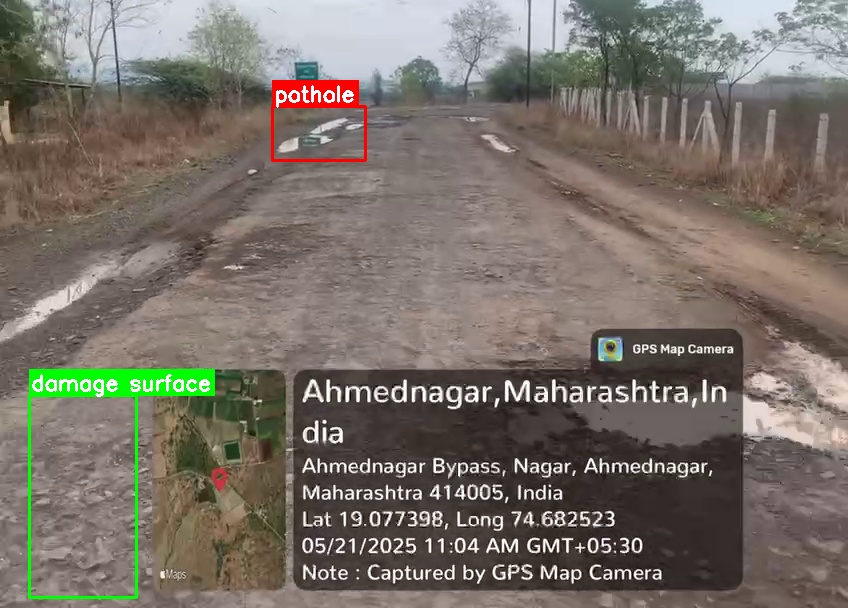 pothole
damage surface
GPS Map Camera
Ahmednagar,Maharashtra,In
dia
Ahmednagar Bypass, Nagar, Ahmednagar,
Maharashtra 414005, India
Lat 19.077398, Long 74.682523
05/21/2025 11:04 AM GMT+05:30
Note : Captured by GPS Map Camera
Maps